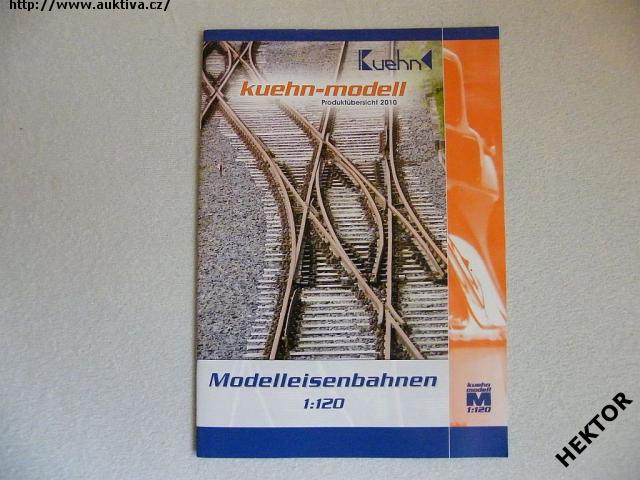 http://www.auktiva.cz/
Kuehn
kuehn-modell
Produktübersicht 2010
Modelleisenbahnen
1:120
kuehn
modell
M
1:120
HEKTOR